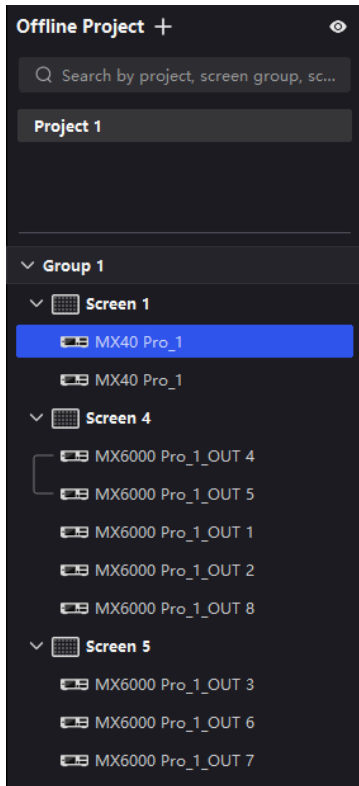 Offline Project +
Search by project, screen group, sc...
Project 1
Group 1
Screen 1
MX40 Pro_1
MX40 Pro_1
Screen 4
MX6000 Pro_1_OUT 4
MX6000 Pro_1_OUT 5
MX6000 Pro_1_OUT 1
MX6000 Pro_1_OUT 2
MX6000 Pro_1_OUT 8
Screen 5
MX6000 Pro_1_OUT 3
MX6000 Pro_1_OUT 6
MX6000 Pro_1_OUT 7